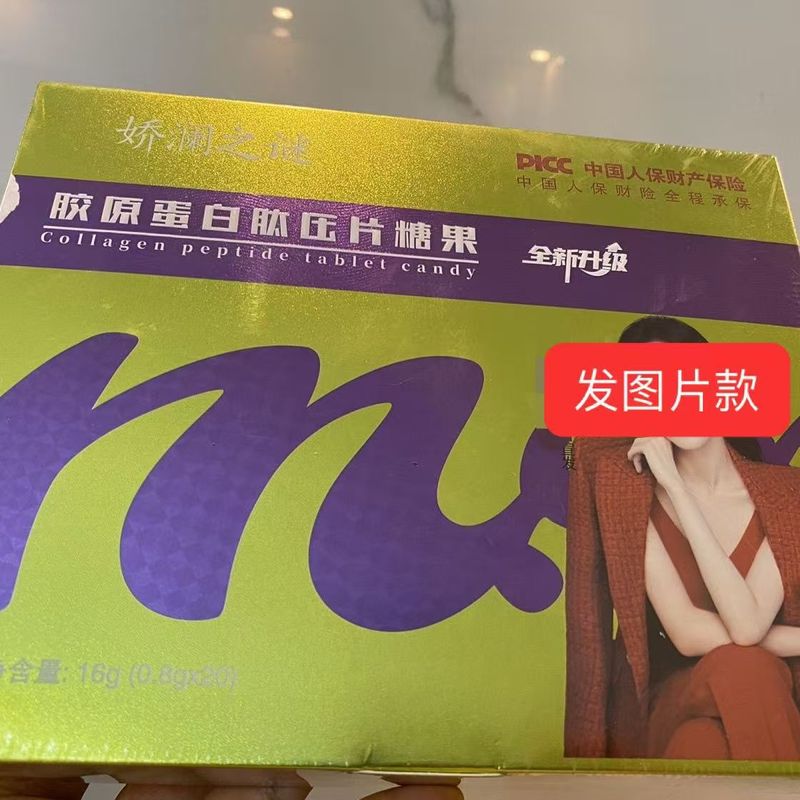 娇澜之谜
PICC 中国人保财产保险
中国人保财险全程承保
胶原蛋白肽压片糖果
Collagen peptide tablet candy
全新升级
发图片款
净含量: 16g (0.8gx20)